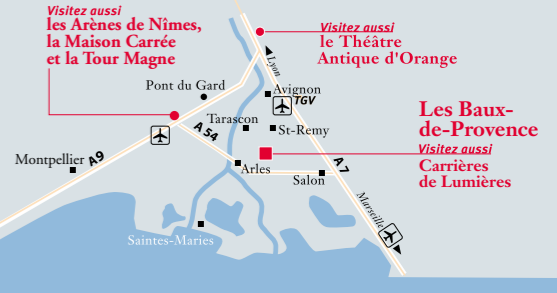 Visitez aussi
les Arènes de Nîmes,
la Maison Carrée
et la Tour Magne
Visitez aussi
le Théâtre
Antique d'Orange
Lyon
Pont du Gard
Avignon
TGV
Tarascon
St-Remy
A 54
Les Baux-
de-Provence
Visitez aussi
Carrières
de Lumières
Montpellier
A9
Arles
Salon
A7
Marseille
Saintes-Maries